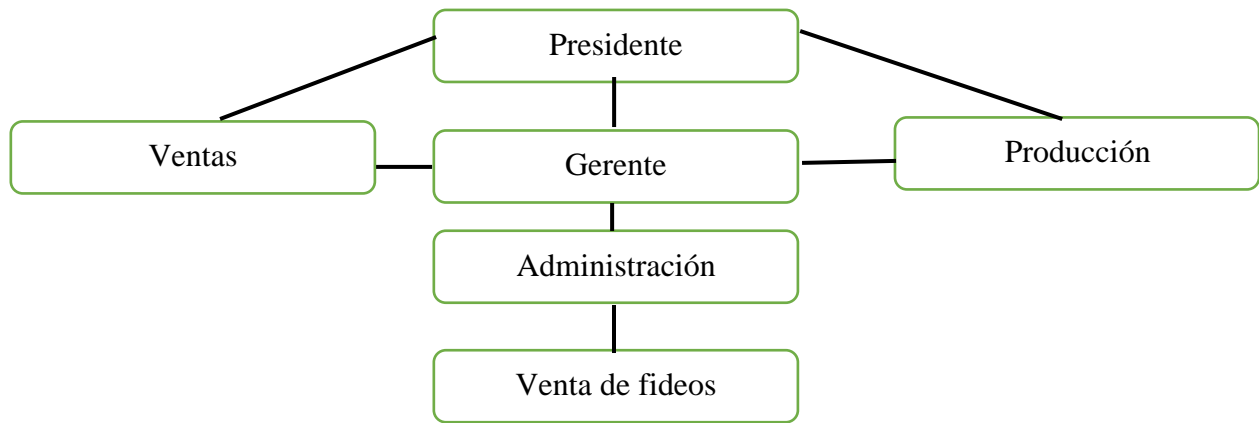 Presidente
Ventas
Gerente
Producción
Administración
Venta de fideos